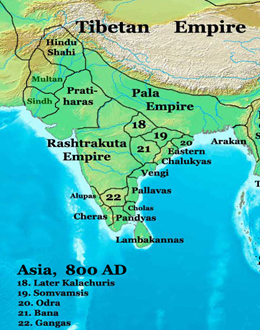 Tibetan Empire
Hindu
Shahi
Multan
Sindh
Prati-
haras
Pala
Empire
18
19
20
21
Rashtrakuta
Empire
Arakan
Eastern
Chalukyas
Vengi
22
Alupas
Pallavas
Cholas
Cheras
Pandyas
Lambakannas
Asia, 800 AD
18. Later Kalachuris
19. Somvamsis
20. Odra
21. Bana
22. Gangas